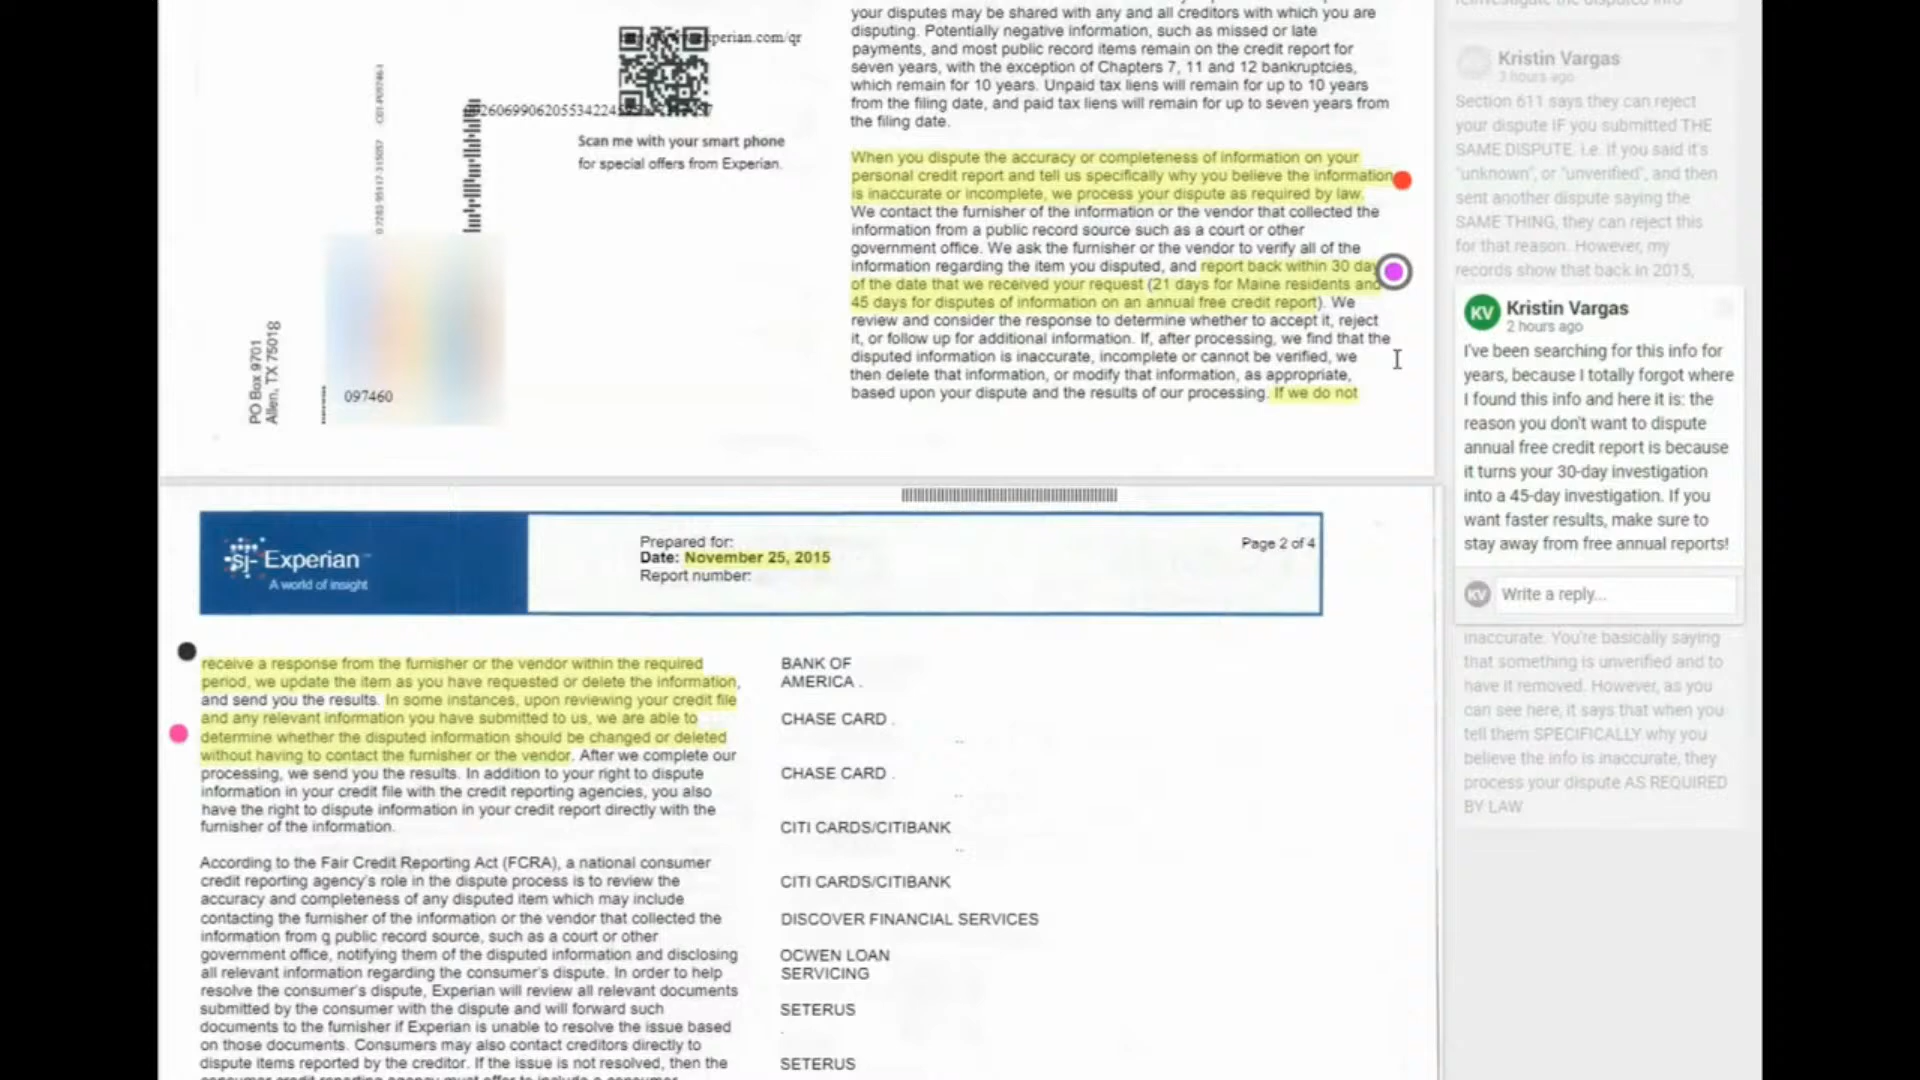 your disputes may be shared with any and all creditors with which you are
disputing. Potentially negative information, such as missed or late
payments, and most public record items remain on the credit report for
seven years, with the exception of Chapters 7, 11 and 12 bankruptcies,
which remain for 10 years. Unpaid tax liens will remain for up to 10 years
from the filing date, and paid tax liens will remain for up to seven years from
the filing date.
xperian.com/qr
Scan me with your smart phone
for special offers from Experian.
When you dispute the accuracy or completeness of information on your
personal credit report and tell us specifically why you believe the information
is inaccurate or incomplete, we process your dispute as required by law.
We contact the furnisher of the information or the vendor that collected the
information from a public record source such as a court or other
government office. We ask the furnisher or the vendor to verify all of the
information regarding the item you disputed, and report back within 30 day
of the date that we received your request (21 days for Maine residents and
45 days for disputes of information on an annual free credit report). We
review and consider the response to determine whether to accept it, reject
it, or follow up for additional information. If, after processing, we find that the
disputed information is inaccurate, incomplete or cannot be verified, we
then delete that information, or modify that information, as appropriate,
based upon your dispute and the results of our processing. If we do not
PO Box 9701
Allen, TX 75013
097460
Experian
A world of insight
Prepared for:
Date: November 25, 2015
Report number:
Page 2 of 4
receive a response from the furnisher or the vendor within the required
period, we update the item as you have requested or delete the information,
and send you the results. In some instances, upon reviewing your credit file
and any relevant information you have submitted to us, we are able to
determine whether the disputed information should be changed or deleted
without having to contact the furnisher or the vendor. After we complete our
processing, we send you the results. In addition to your right to dispute
information in your credit file with the credit reporting agencies, you also
have the right to dispute information in your credit report directly with the
furnisher of the information.
According to the Fair Credit Reporting Act (FCRA), a national consumer
credit reporting agency's role in the dispute process is to review the
accuracy and completeness of any disputed item which may include
contacting the furnisher of the information or the vendor that collected the
information from q public record source, such as a court or other
government office, notifying them of the disputed information and disclosing
all relevant information regarding the consumer's dispute. In order to help
resolve the consumer's dispute, Experian will review all relevant documents
submitted by the consumer with the dispute and will forward such
documents to the furnisher if Experian is unable to resolve the issue based
on those documents. Consumers may also contact creditors directly to
dispute items reported by the creditor. If the issue is not resolved, then the
BANK OF
AMERICA .
CHASE CARD .
CHASE CARD .
CITI CARDS/CITIBANK
CITI CARDS/CITIBANK
DISCOVER FINANCIAL SERVICES
OCWEN LOAN
SERVICING
SETERUS
SETERUS
Kristin Vargas
3 hours ago
Section 611 says they can reject
your dispute IF you submitted THE
SAME DISPUTE. i.e. If you said it's
"unknown", or "unverified", and then
sent another dispute saying the
SAME THING, they can reject this
for that reason. However, my
records show that back in 2015,
KV
Kristin Vargas
2 hours ago
I've been searching for this info for
years, because I totally forgot where
I found this info and here it is: the
reason you don't want to dispute
annual free credit report is because
it turns your 30-day investigation
into a 45-day investigation. If you
want faster results, make sure to
stay away from free annual reports!
KV
Write a reply...
inaccurate. You're basically saying
that something is unverified and to
have it removed. However, as you
can see here, it says that when you
tell them SPECIFICALLY why you
believe the info is inaccurate, they
process your dispute AS REQUIRED
BY LAW